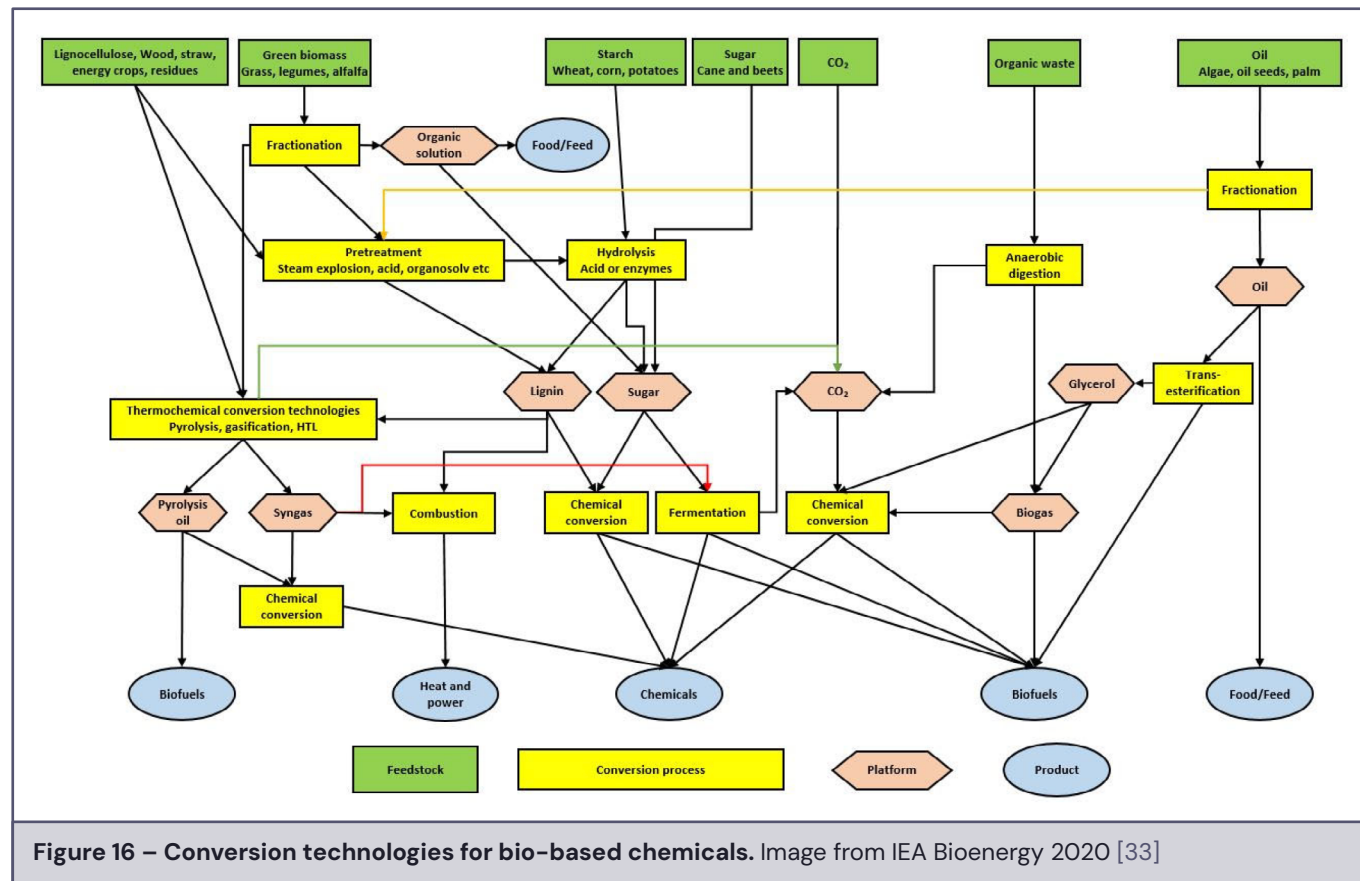 Lignocellulose, Wood, straw,
energy crops, residues
Green biomass
Grass, legumes, alfalfa
Starch
Wheat, corn, potatoes
Sugar
Cane and beets
CO₂
Organic waste
Oil
Algae, oil seeds, palm
Fractionation
Organic
solution
Food/Feed
Fractionation
Pretreatment
Steam explosion, acid, organosolv etc
Hydrolysis
Acid or enzymes
Anaerobic
digestion
Oil
Lignin
Sugar
CO₂
Glycerol
Trans-
esterification
Thermochemical conversion technologies
Pyrolysis, gasification, HTL
Pyrolysis
oil
Syngas
Combustion
Chemical
conversion
Fermentation
Chemical
conversion
Biogas
Chemical
conversion
Biofuels
Heat and
power
Chemicals
Biofuels
Food/Feed
Feedstock
Conversion process
Platform
Product
Figure 16 – Conversion technologies for bio-based chemicals. Image from IEA Bioenergy 2020 [33]